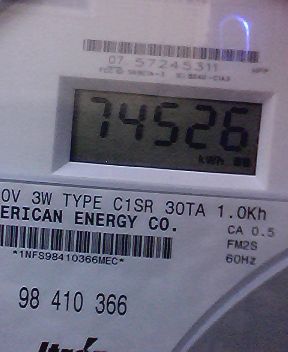 07 57245311
74526
kWh
0V 3W TYPE C1SR 30TA 1.0Kh
ERICAN ENERGY CO.
CA 0.5
FM2S
60Hz
*1NFS98410366MEC*
98 410 366
Itron